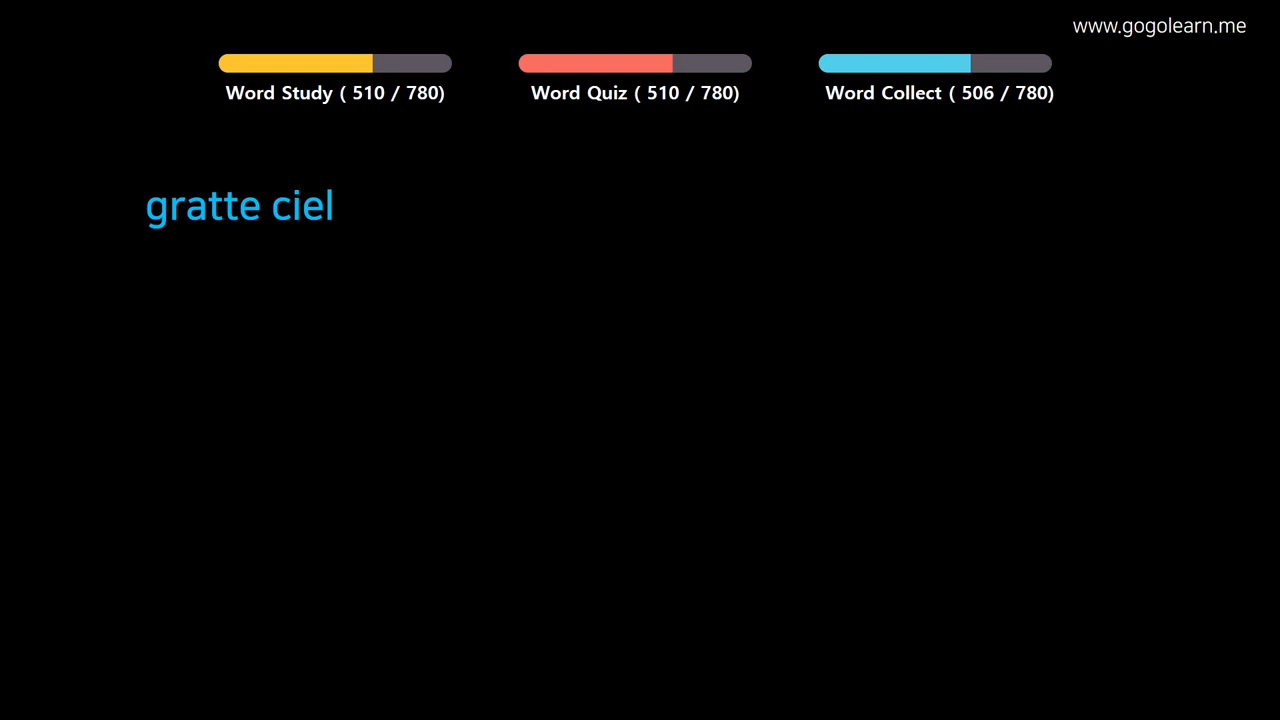 www.gogolearn.me
Word Study ( 510 / 780)
Word Quiz ( 510 / 780)
Word Collect ( 506 / 780)
gratte ciel